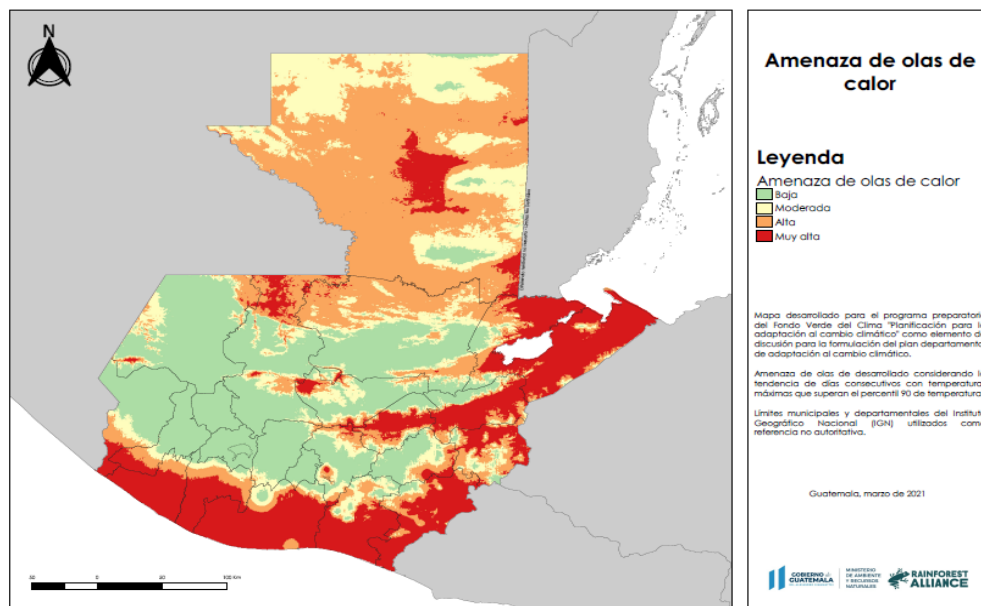 N
Amenaza de olas de
calor
Leyenda
Amenaza de olas de calor
Baja
Moderada
Alta
Muy alta
Mapa desarrollado para el programa preparatori
del Fondo Verde del Clima "Planificación para l
adaptación al cambio climático" como elemento d
discusión para la formulación del plan departament
de adaptación al cambio climático.
Amenaza de olas de desarrollado considerando l
tendencia de días consecutivos con temperatura
máximas que superan el percentil 90 de temperatura
Límites municipales y departamentales del Institut
Geográfico Nacional (IGN) utilizados com
referencia no autoritativa.
Guatemala, marzo de 2021
50 0 50 100 Km
GOBIERNO de
GUATEMALA
MINISTERIO
DE AMBIENTE
Y RECURSOS
NATURALES
RAINFOREST
ALLIANCE